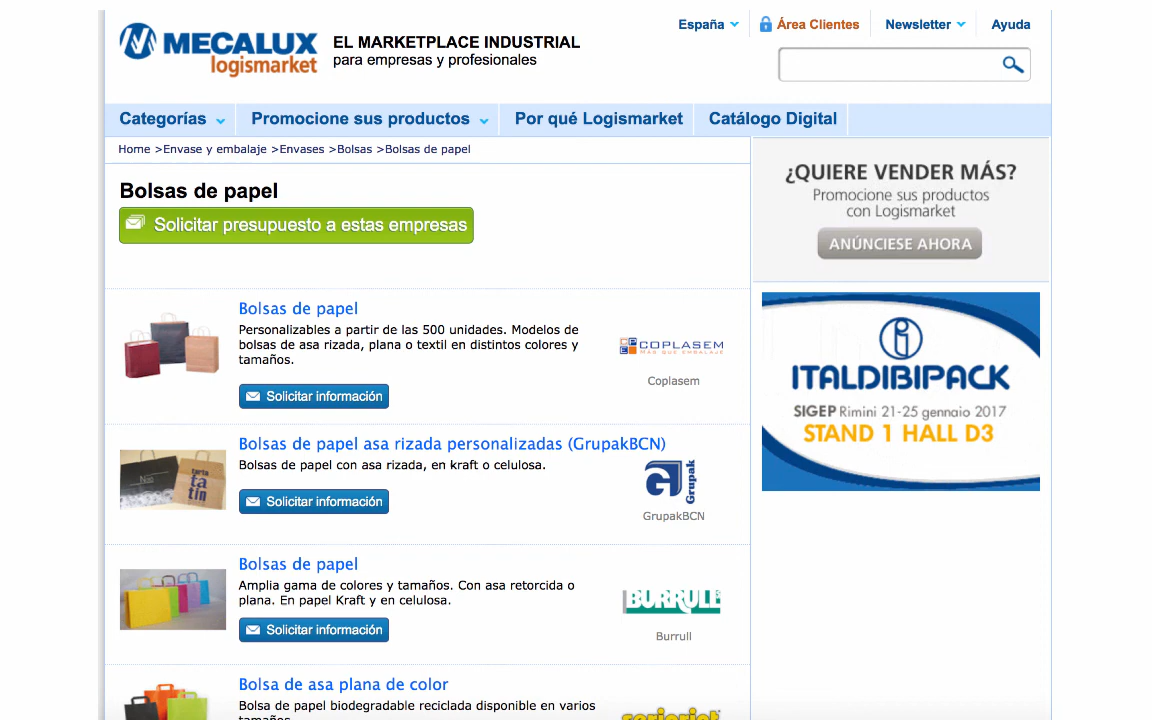 España
Área Clientes
Newsletter
Ayuda
MECALUX
logismarket
EL MARKETPLACE INDUSTRIAL
para empresas y profesionales
Categorías
Promocione sus productos
Por qué Logismarket
Catálogo Digital
Home >Envase y embalaje >Envases >Bolsas >Bolsas de papel
Bolsas de papel
Solicitar presupuesto a estas empresas
¿QUIERE VENDER MÁS?
Promocione sus productos
con Logismarket
ANÚNCIESE AHORA
ITALDIBIPACK
SIGEP Rimini 21-25 gennaio 2017
STAND 1 HALL D3
Bolsas de papel
Personalizables a partir de las 500 unidades. Modelos de
bolsas de asa rizada, plana o textil en distintos colores y
tamaños.
Solicitar información
COPLASEM
MÁS QUE EMBALAJE
Coplasem
Bolsas de papel asa rizada personalizadas (GrupakBCN)
Bolsas de papel con asa rizada, en kraft o celulosa.
Solicitar información
tarta
ta
tin
Grupak
GrupakBCN
Bolsas de papel
Amplia gama de colores y tamaños. Con asa retorcida o
plana. En papel Kraft y en celulosa.
Solicitar información
BURRULL
Burrull
Bolsa de asa plana de color
Bolsa de papel biodegradable reciclada disponible en varios
tamaños.